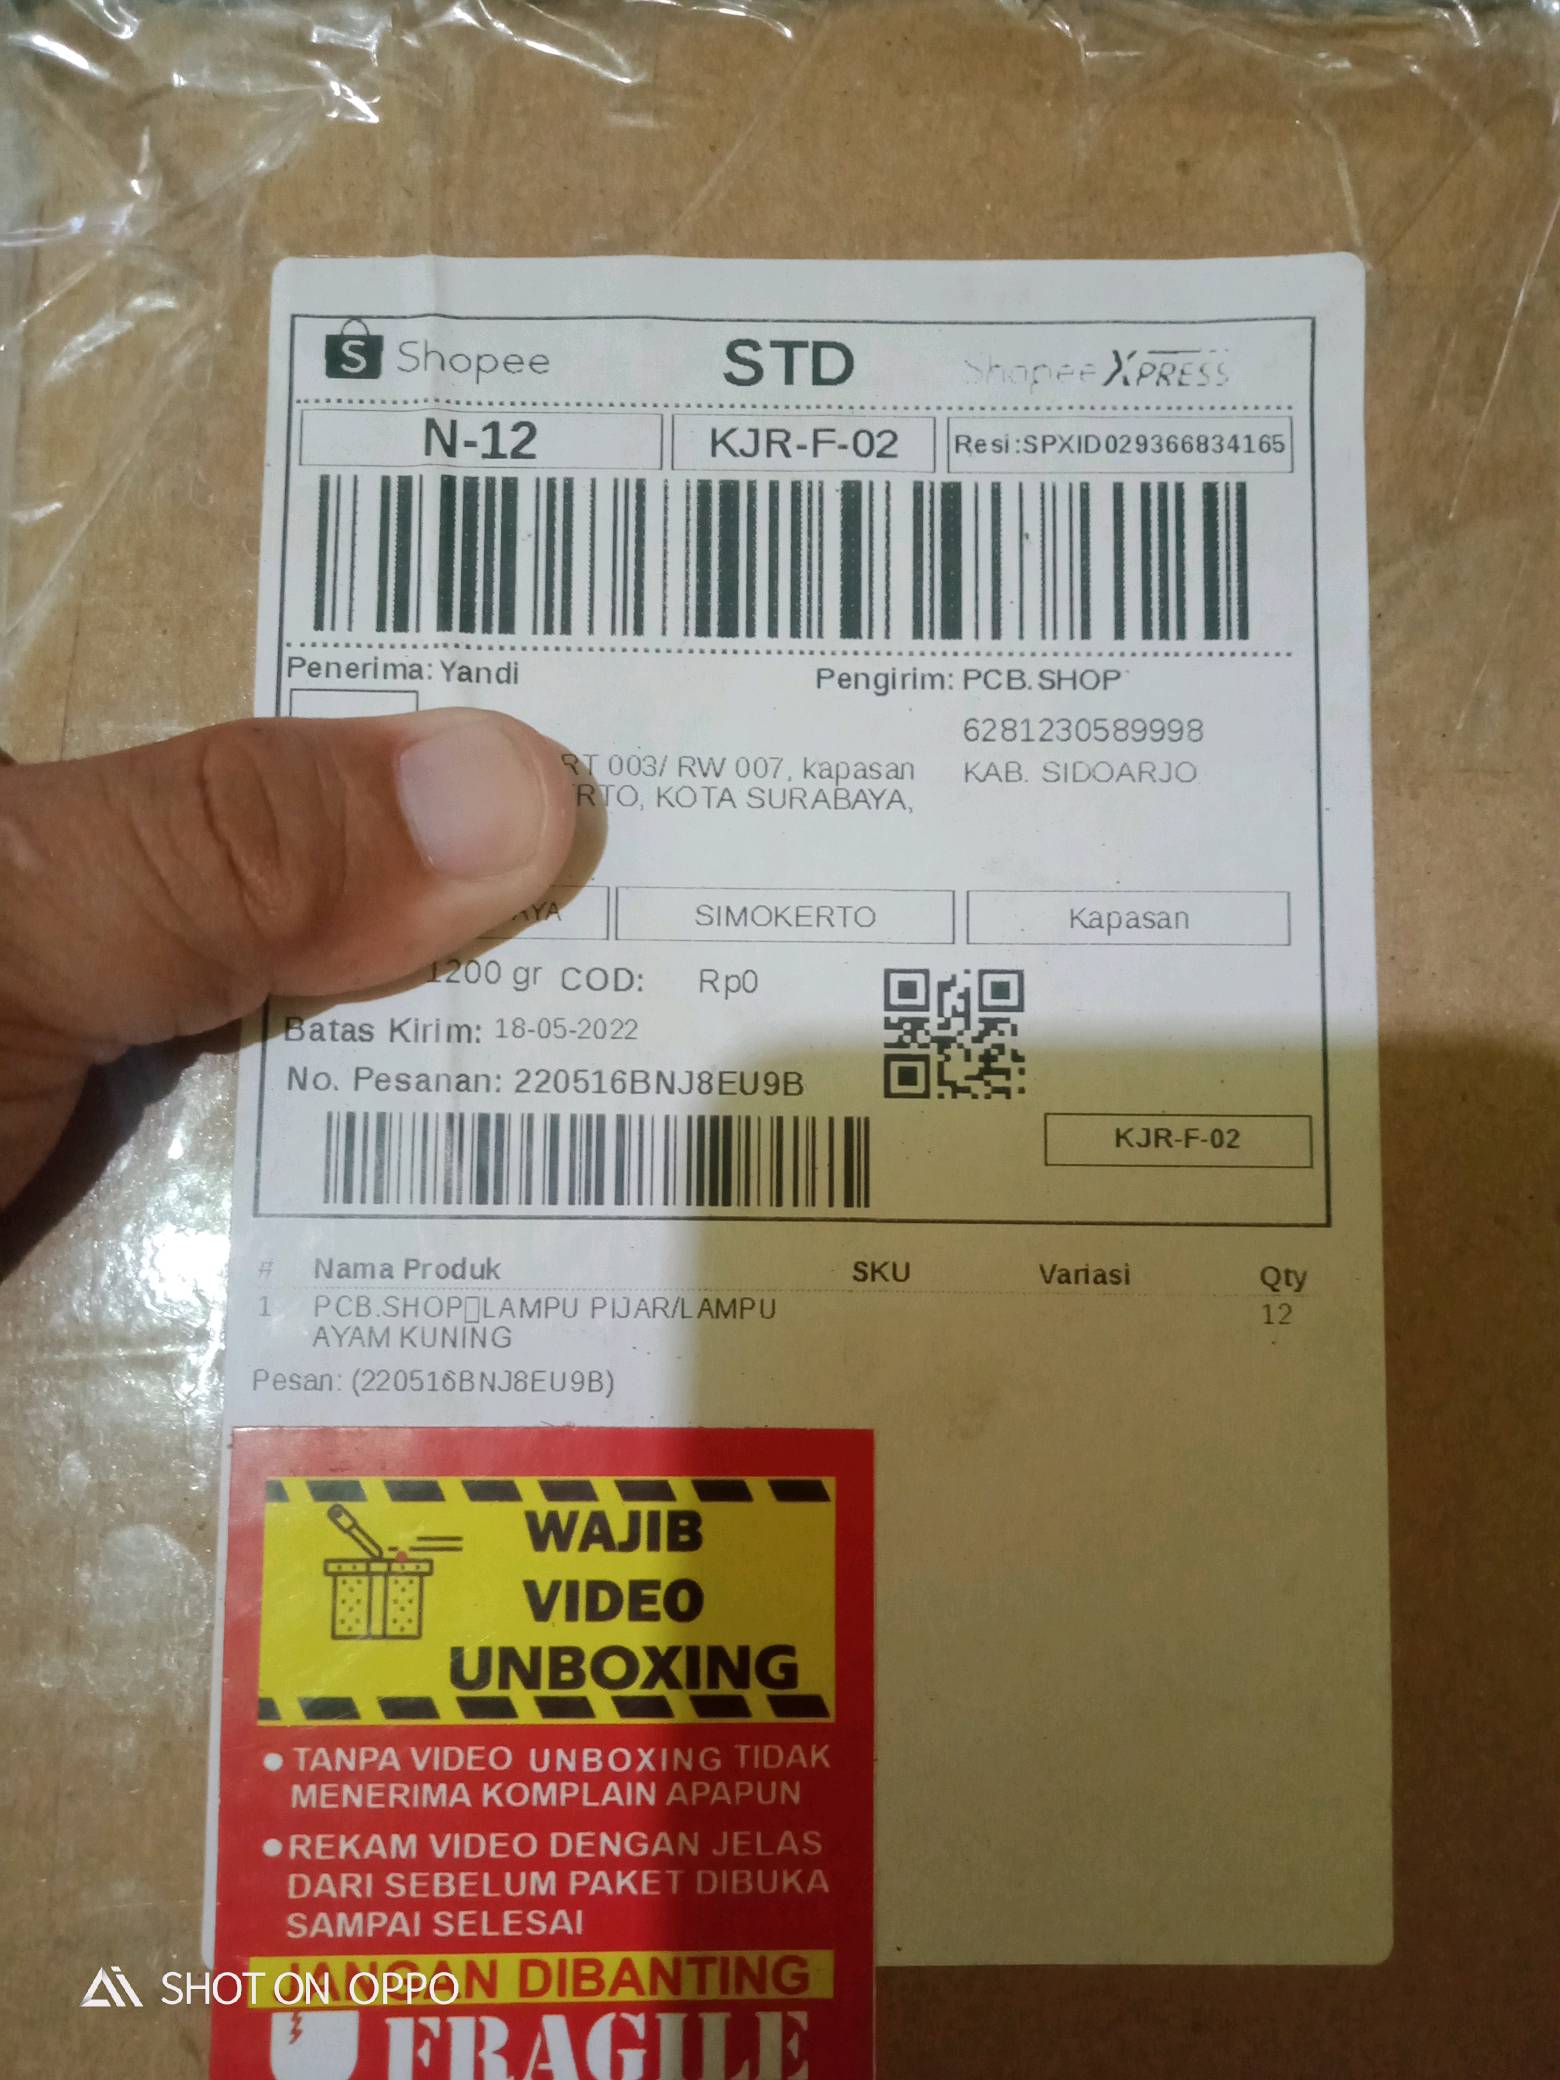 Shopee STD Shopee XPRESS
N-12 KJR-F-02 Resi:SPXID029366834165
Penerima: Yandi Pengirim: PCB.SHOP
6281230589998
RT 003/ RW 007, kapasan KAB. SIDOARJO
KOTA SURABAYA,
SIMOKERTO Kapasan
1200 gr COD: Rp0
Batas Kirim: 18-05-2022
No. Pesanan: 220516BNJ8EU9B
KJR-F-02
# Nama Produk SKU Variasi Qty
1 PCB.SHOP▯LAMPU PIJAR/LAMPU 12
AYAM KUNING
Pesan: (220516BNJ8EU9B)
WAJIB
VIDEO
UNBOXING
● TANPA VIDEO UNBOXING TIDAK
MENERIMA KOMPLAIN APAPUN
● REKAM VIDEO DENGAN JELAS
DARI SEBELUM PAKET DIBUKA
SAMPAI SELESAI
JANGAN DIBANTING
SHOT ON OPPO
FRAGILE